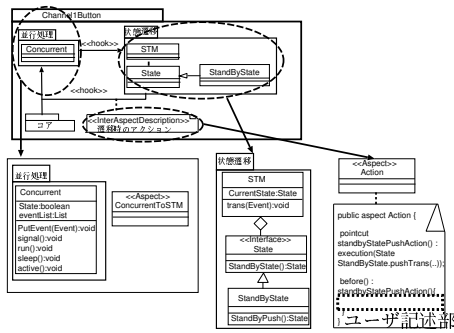 Channel1Button
並行処理
Concurrent
<<hook>>
状態遷移
STM
State
StandByState
<<hook>>
コア
<<InterAspectDescription>>
遷移時のアクション
並行処理
Concurrent
State:boolean
eventList:List
PutEvent(Event):void
signal():void
run():void
sleep():void
active():void
<<Aspect>>
ConcurrentToSTM
状態遷移
STM
CurrentState:State
trans(Event):void
<<Interface>>
State
StandByState():State
StandByState
StandByPush():State
<<Aspect>>
Action
public aspect Action {
pointcut
standbyStatePushAction() :
execution(State
StandByState.pushTrans(..));
before() :
standbyStatePushAction(){
}
ユーザ記述部